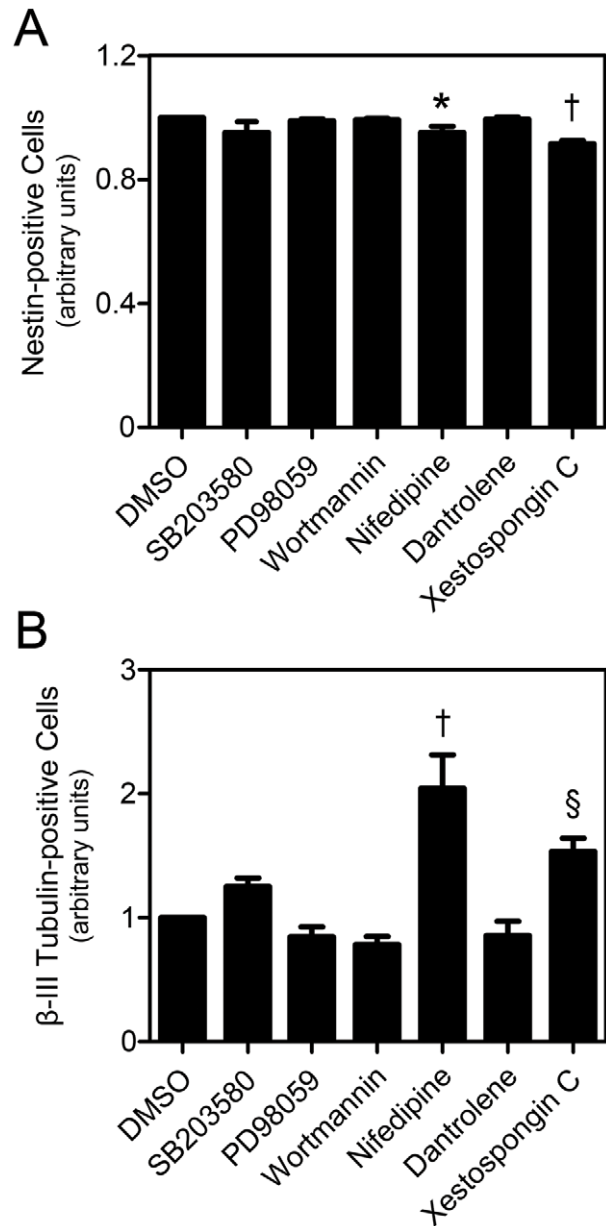 A
Nestin-positive Cells
(arbitrary units)
1.2
0.8
0.4
0
*
†
DMSO
SB203580
PD98059
Wortmannin
Nifedipine
Dantrolene
Xestospongin C
B
β-III Tubulin-positive Cells
(arbitrary units)
3
2
1
0
†
§
DMSO
SB203580
PD98059
Wortmannin
Nifedipine
Dantrolene
Xestospongin C